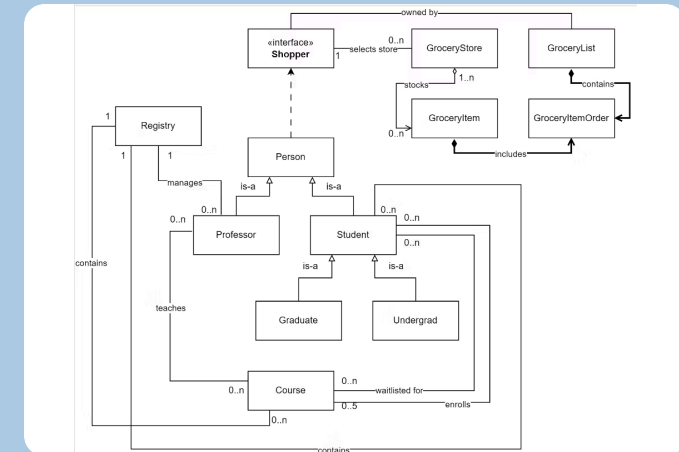 owned by
«interface»
Shopper
1
selects store
0..n
GroceryStore
GroceryList
stocks
1..n
contains
0..n
GroceryItem
GroceryItemOrder
includes
1
Registry
1
1
Person
manages
is-a
is-a
0..n
0..n
0..n
0..n
Professor
Student
0..n
contains
is-a
is-a
teaches
Graduate
Undergrad
0..n
Course
0..n
waitlisted for
0..5
enrolls
0..n
contains